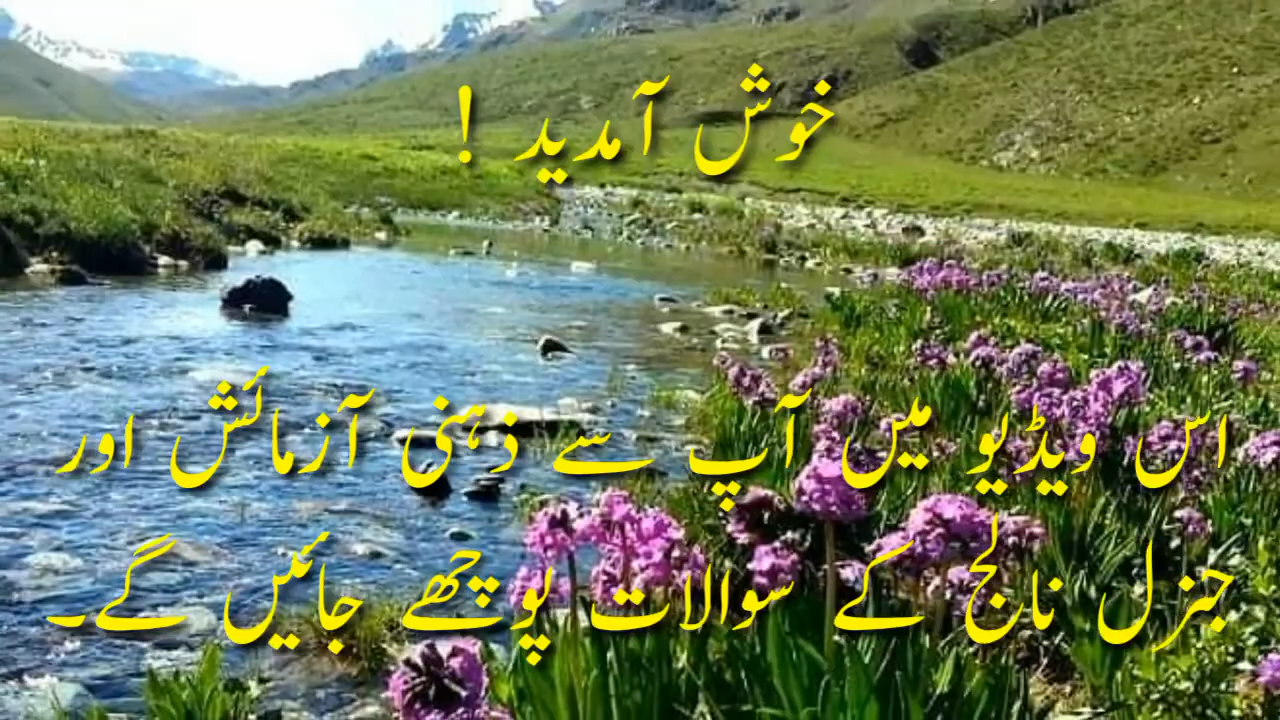 خوش آمدید !
اس ویڈیو میں آپ سے ذہنی آزمائش اور
جنرل نالج کے سوالات پوچھے جائیں گے۔